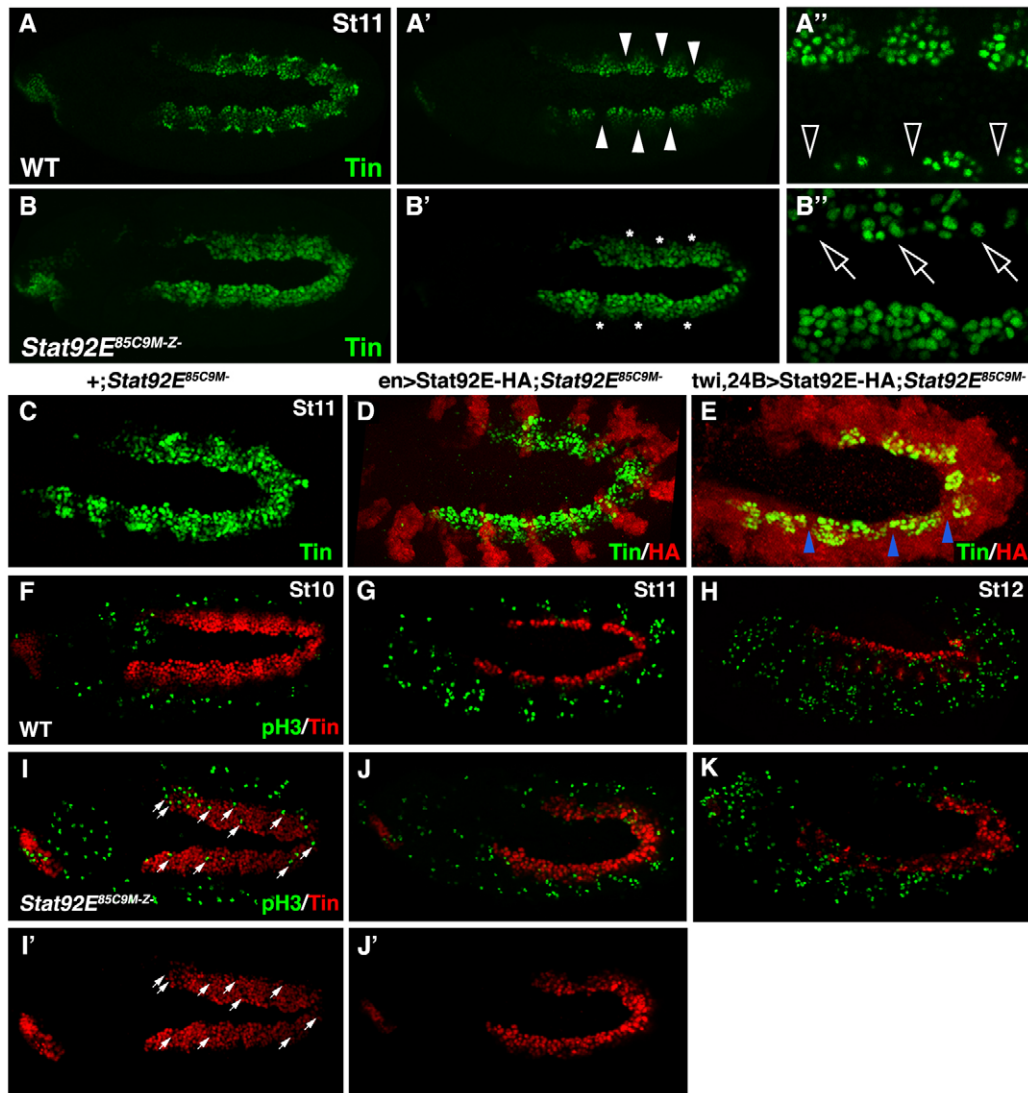 A St11 A' A''
WT Tin
B B' B''
Stat92E85C9M-Z- Tin
+;Stat92E85C9M- en>Stat92E-HA;Stat92E85C9M- twi,24B>Stat92E-HA;Stat92E85C9M-
C St11 D E
Tin Tin/HA Tin/HA
F St10 G St11 H St12
WT pH3/Tin
I J K
Stat92E85C9M-Z- pH3/Tin
I' J'